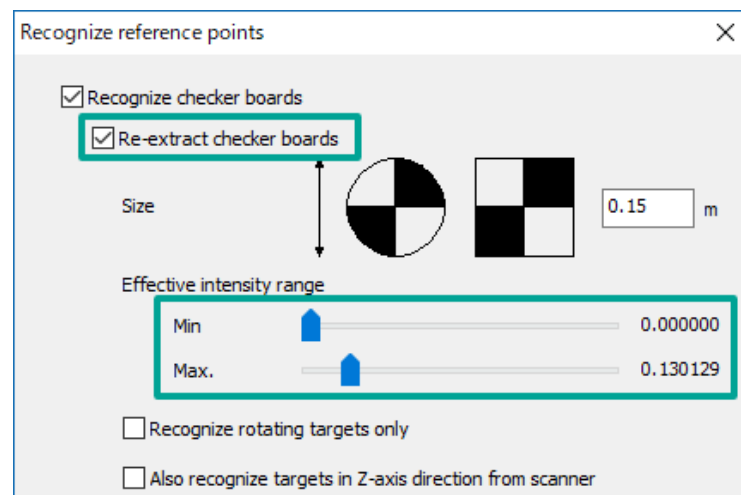 Recognize reference points
Recognize checker boards
Re-extract checker boards
Size
0.15 m
Effective intensity range
Min 0.000000
Max. 0.130129
Recognize rotating targets only
Also recognize targets in Z-axis direction from scanner